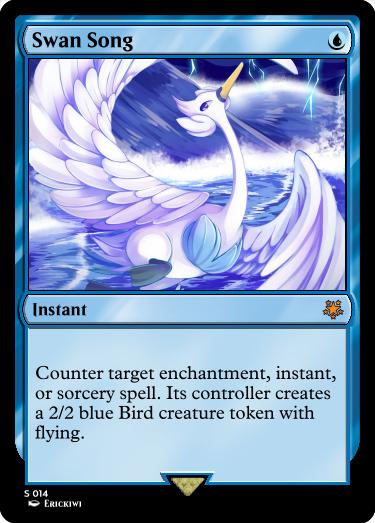 Swan Song
Instant
Counter target enchantment, instant,
or sorcery spell. Its controller creates
a 2/2 blue Bird creature token with
flying.
S 014
Erickiwi